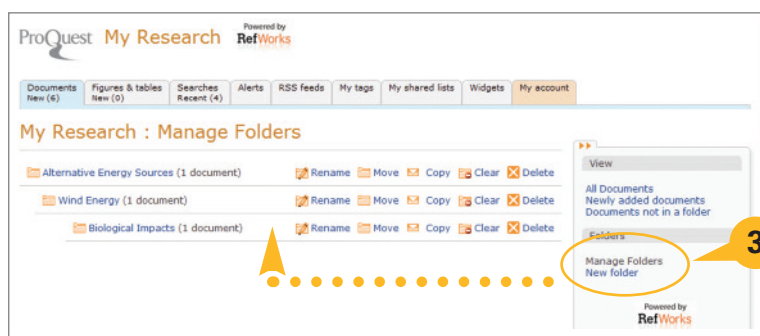 ProQuest My Research Powered by RefWorks
Documents New (6) Figures & tables New (0) Searches Recent (4) Alerts RSS feeds My tags My shared lists Widgets My account
My Research : Manage Folders
Alternative Energy Sources (1 document) Rename Move Copy Clear Delete
Wind Energy (1 document) Rename Move Copy Clear Delete
Biological Impacts (1 document) Rename Move Copy Clear Delete
View
All Documents
Newly added documents
Documents not in a folder
Folders
Manage Folders
New folder
3
Powered by
RefWorks